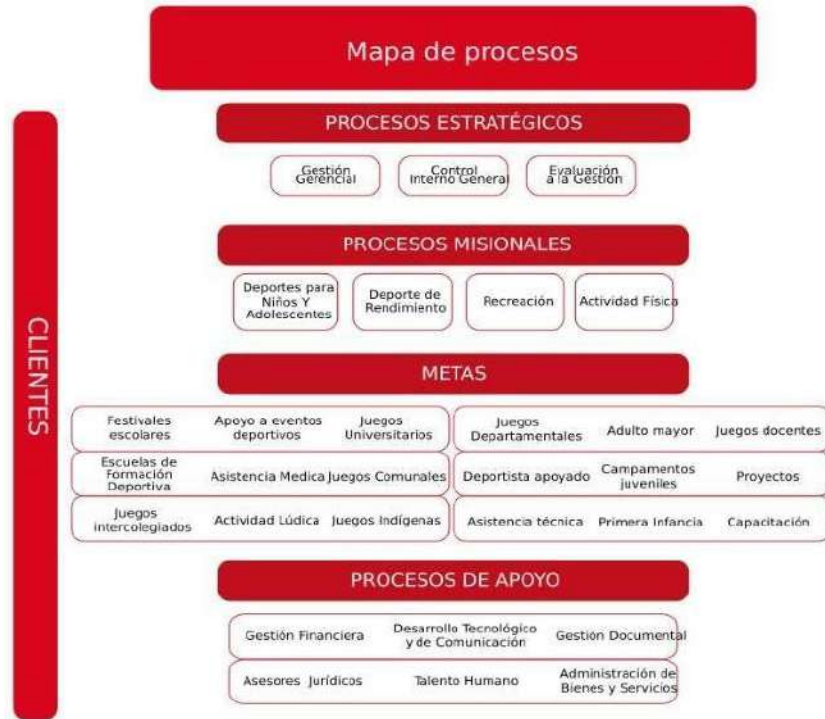 Mapa de procesos
CLIENTES
PROCESOS ESTRATÉGICOS
Gestión
Gerencial
Control
Interno General
Evaluación
a la Gestión
PROCESOS MISIONALES
Deportes para
Niños Y
Adolescentes
Deporte de
Rendimiento
Recreación
Actividad Física
METAS
Festivales
escolares
Apoyo a eventos
deportivos
Juegos
Universitarios
Juegos
Departamentales
Adulto mayor
Juegos docentes
Escuelas de
Formación
Deportiva
Asistencia Medica
Juegos Comunales
Deportista apoyado
Campamentos
juveniles
Proyectos
Juegos
intercolegiados
Actividad Lúdica
Juegos Indígenas
Asistencia técnica
Primera Infancia
Capacitación
PROCESOS DE APOYO
Gestión Financiera
Desarrollo Tecnológico
y de Comunicación
Gestión Documental
Asesores Jurídicos
Talento Humano
Administración de
Bienes y Servicios